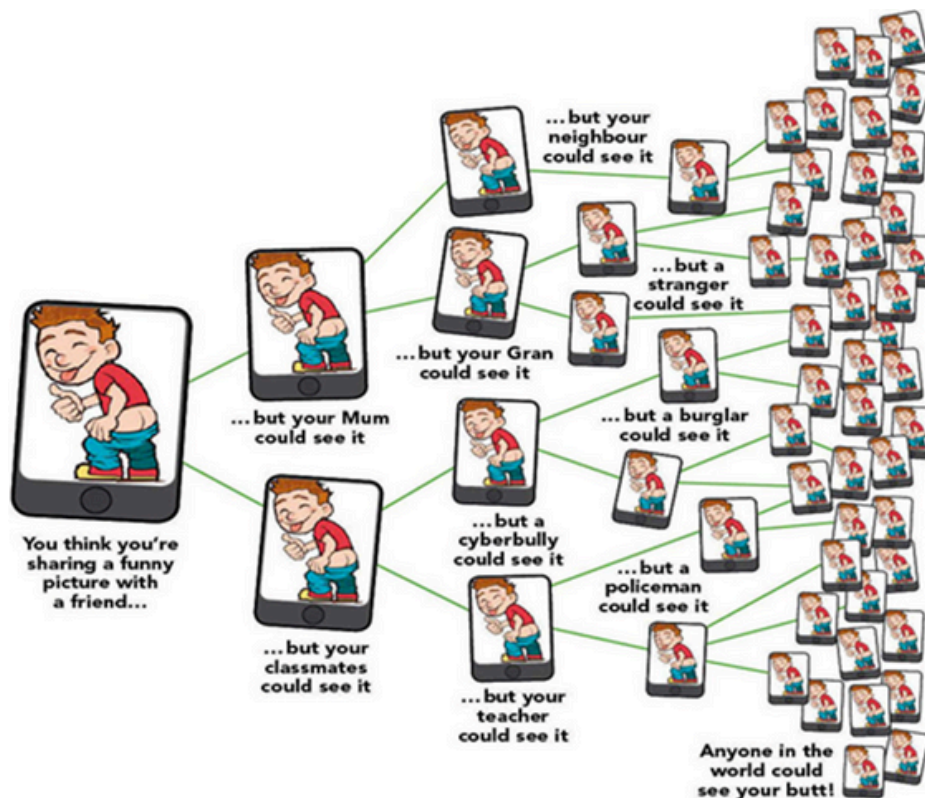 You think you're
sharing a funny
picture with
a friend...
...but your Mum
could see it
...but your
classmates
could see it
...but your
neighbour
could see it
...but your Gran
could see it
...but a
cyberbully
could see it
...but your
teacher
could see it
...but a
stranger
could see it
...but a burglar
could see it
...but a
policeman
could see it
Anyone in the
world could
see your butt!